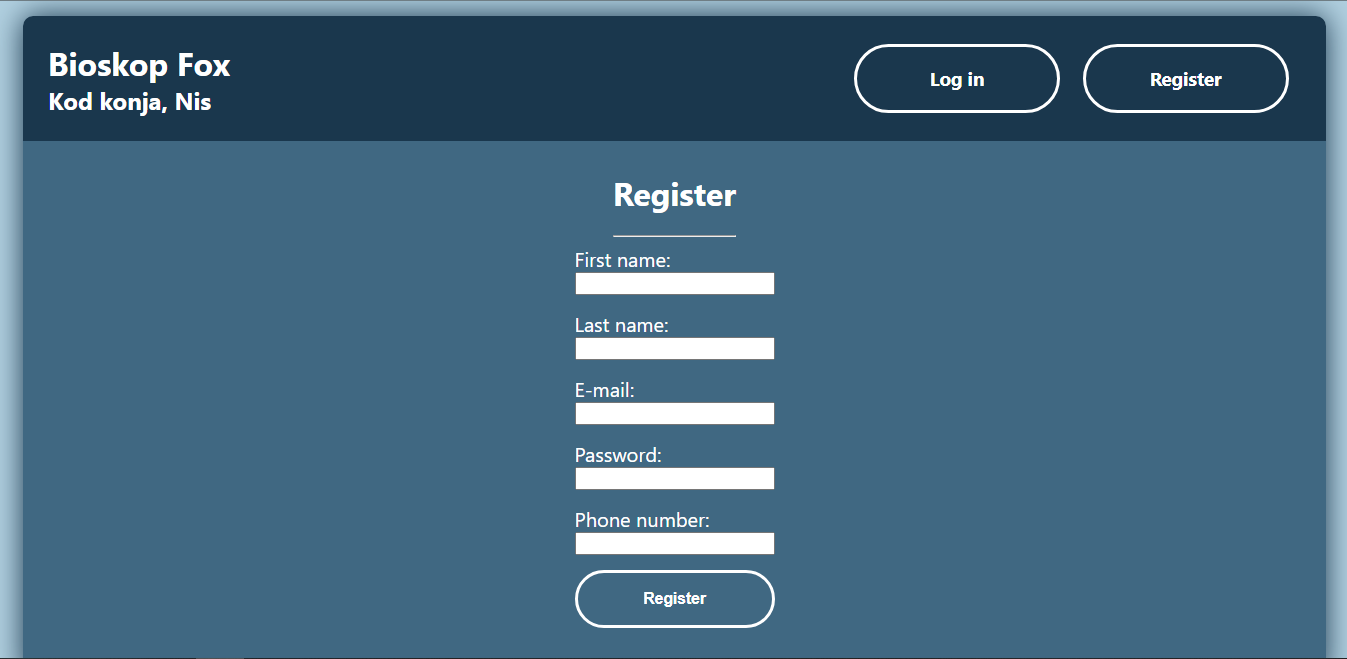 Bioskop Fox
Kod konja, Nis
Log in
Register
Register
First name:
Last name:
E-mail:
Password:
Phone number:
Register